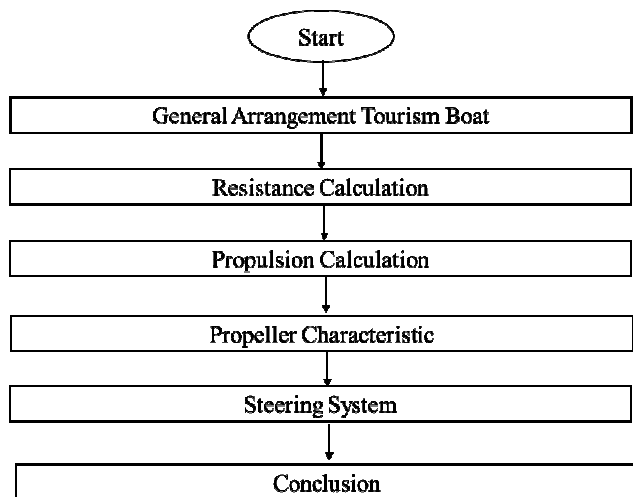 Start
General Arrangement Tourism Boat
Resistance Calculation
Propulsion Calculation
Propeller Characteristic
Steering System
Conclusion